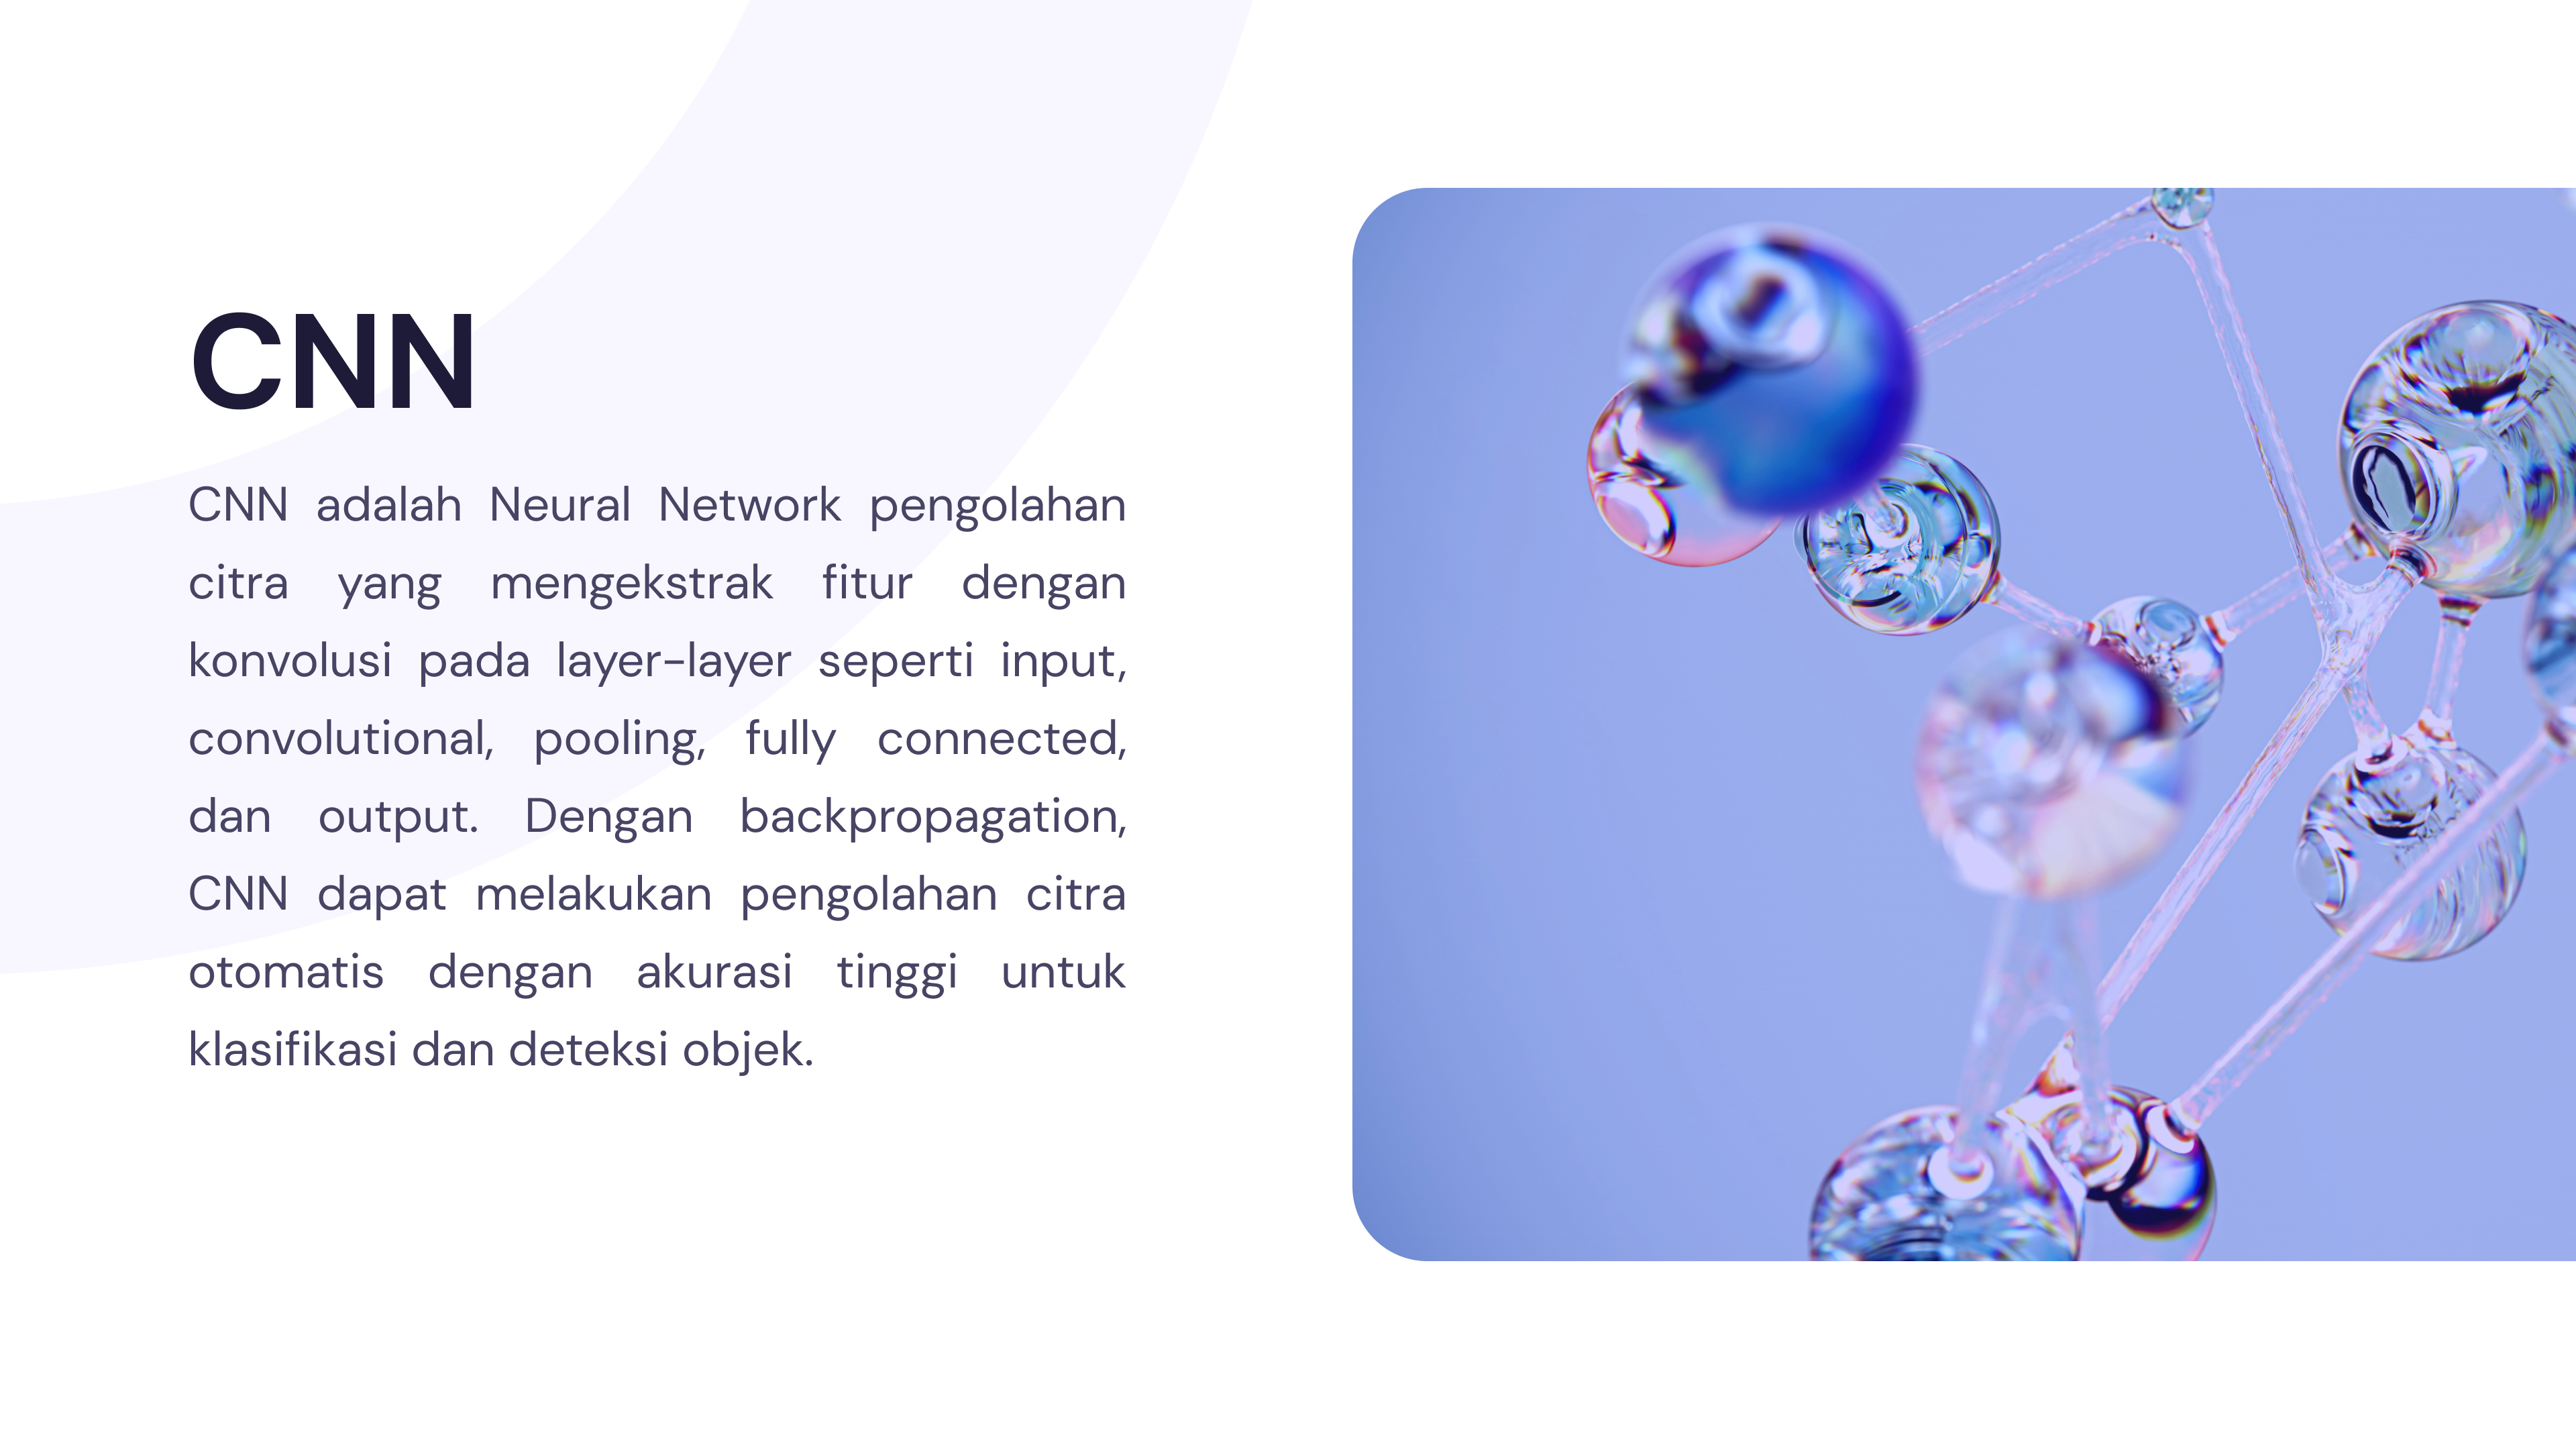 CNN
CNN adalah Neural Network pengolahan
citra yang mengekstrak fitur dengan
konvolusi pada layer-layer seperti input,
convolutional, pooling, fully connected,
dan output. Dengan backpropagation,
CNN dapat melakukan pengolahan citra
otomatis dengan akurasi tinggi untuk
klasifikasi dan deteksi objek.